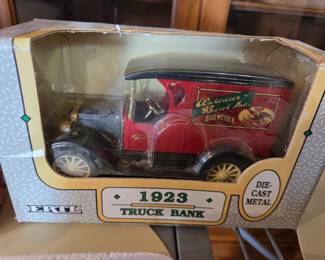 Anheuser
Busch Inc.
BUDWEISER
ERTL
1923
TRUCK BANK
DIE-
CAST
METAL